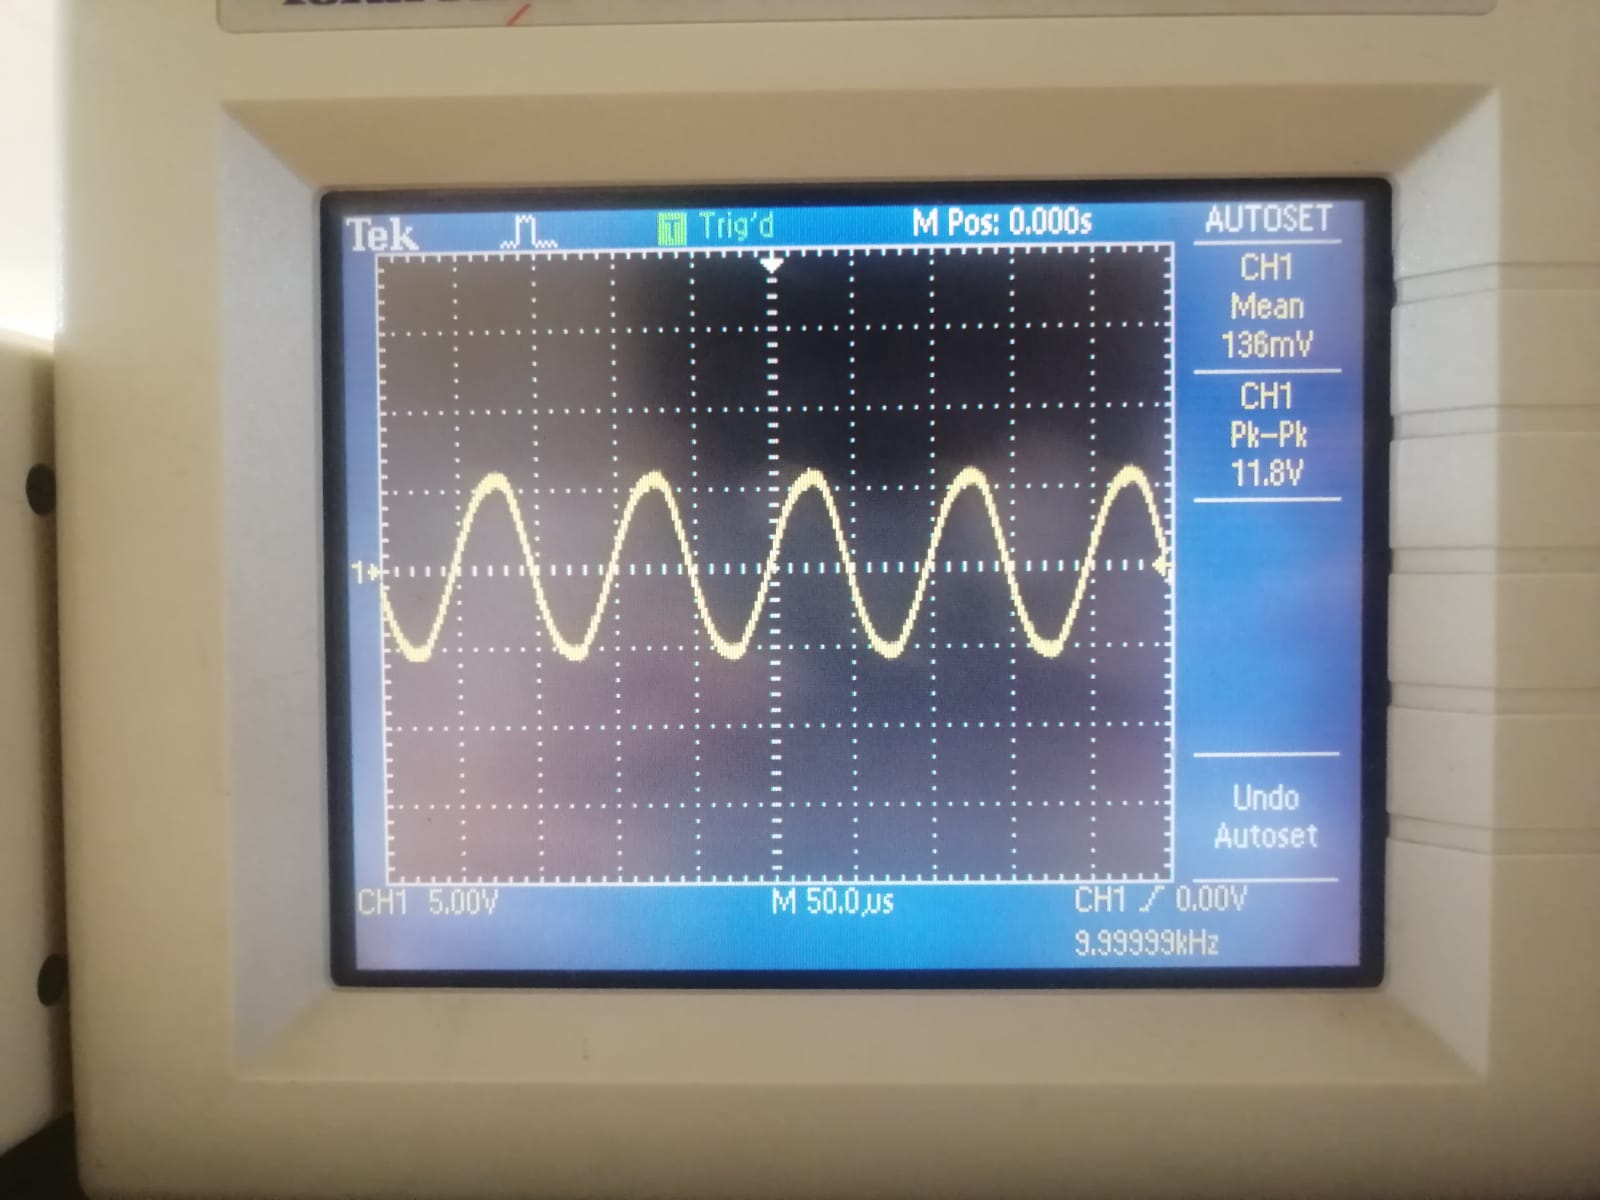 Tek T Trig'd M Pos: 0.000s AUTOSET
CH1
Mean
136mV
CH1
Pk-Pk
11.8V
1
Undo
Autoset
CH1 5.00V M 50.0µs CH1 0.00V
9.99999kHz